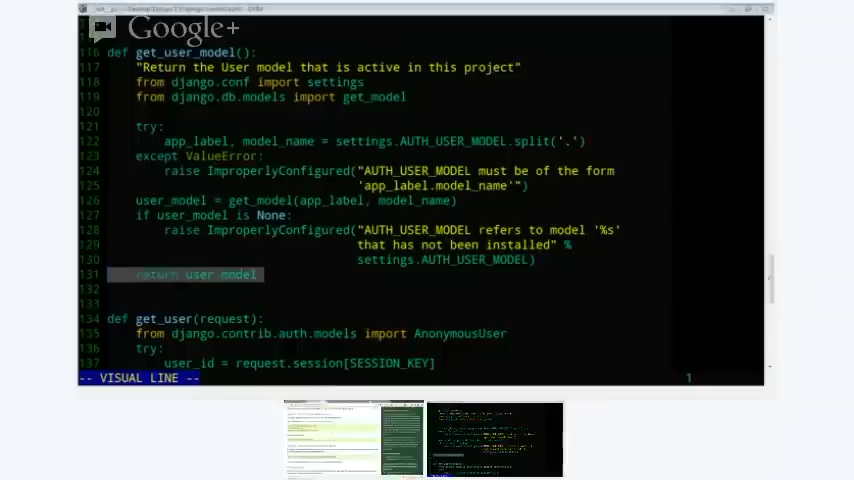 Google+
116 def get_user_model():
117 "Return the User model that is active in this project"
118 from django.conf import settings
119 from django.db.models import get_model
120
121 try:
122 app_label, model_name = settings.AUTH_USER_MODEL.split('.')
123 except ValueError:
124 raise ImproperlyConfigured("AUTH_USER_MODEL must be of the form
125 'app_label.model_name'")
126 user_model = get_model(app_label, model_name)
127 if user_model is None:
128 raise ImproperlyConfigured("AUTH_USER_MODEL refers to model '%s'
129 that has not been installed" %
130 settings.AUTH_USER_MODEL)
131 return user_model
132
133
134 def get_user(request):
135 from django.contrib.auth.models import AnonymousUser
136 try:
137 user_id = request.session[SESSION_KEY]
-- VISUAL LINE --
1